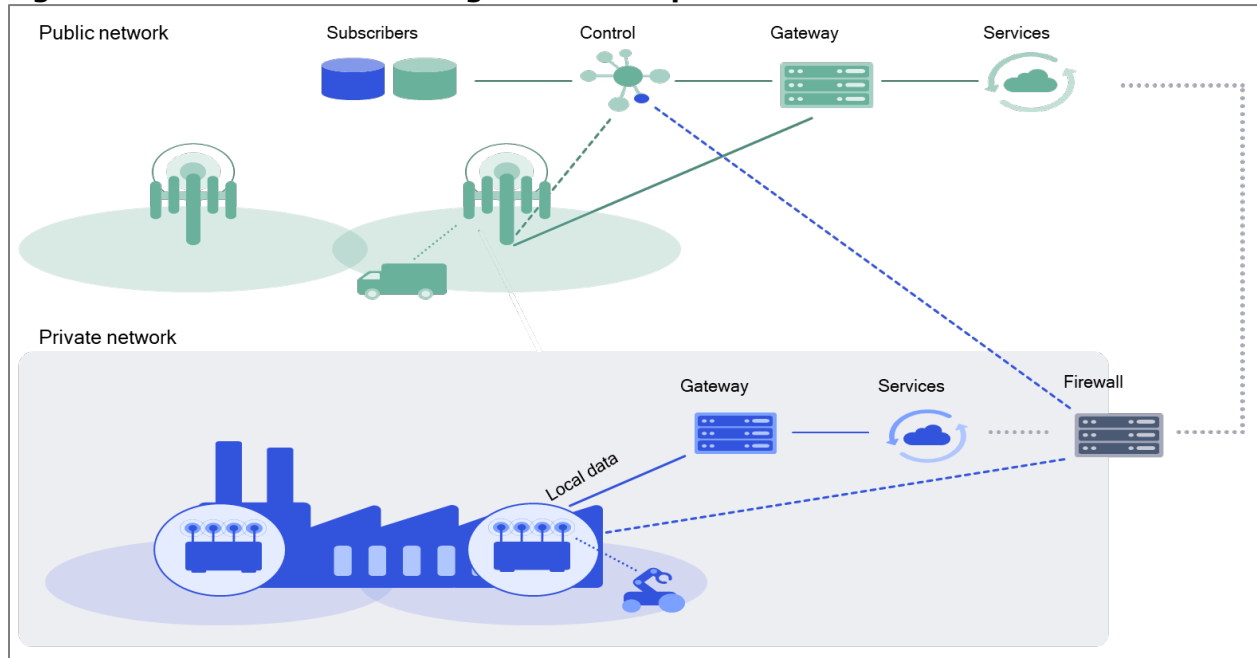 Public network
Subscribers
Control
Gateway
Services
Private network
Gateway
Services
Firewall
Local data